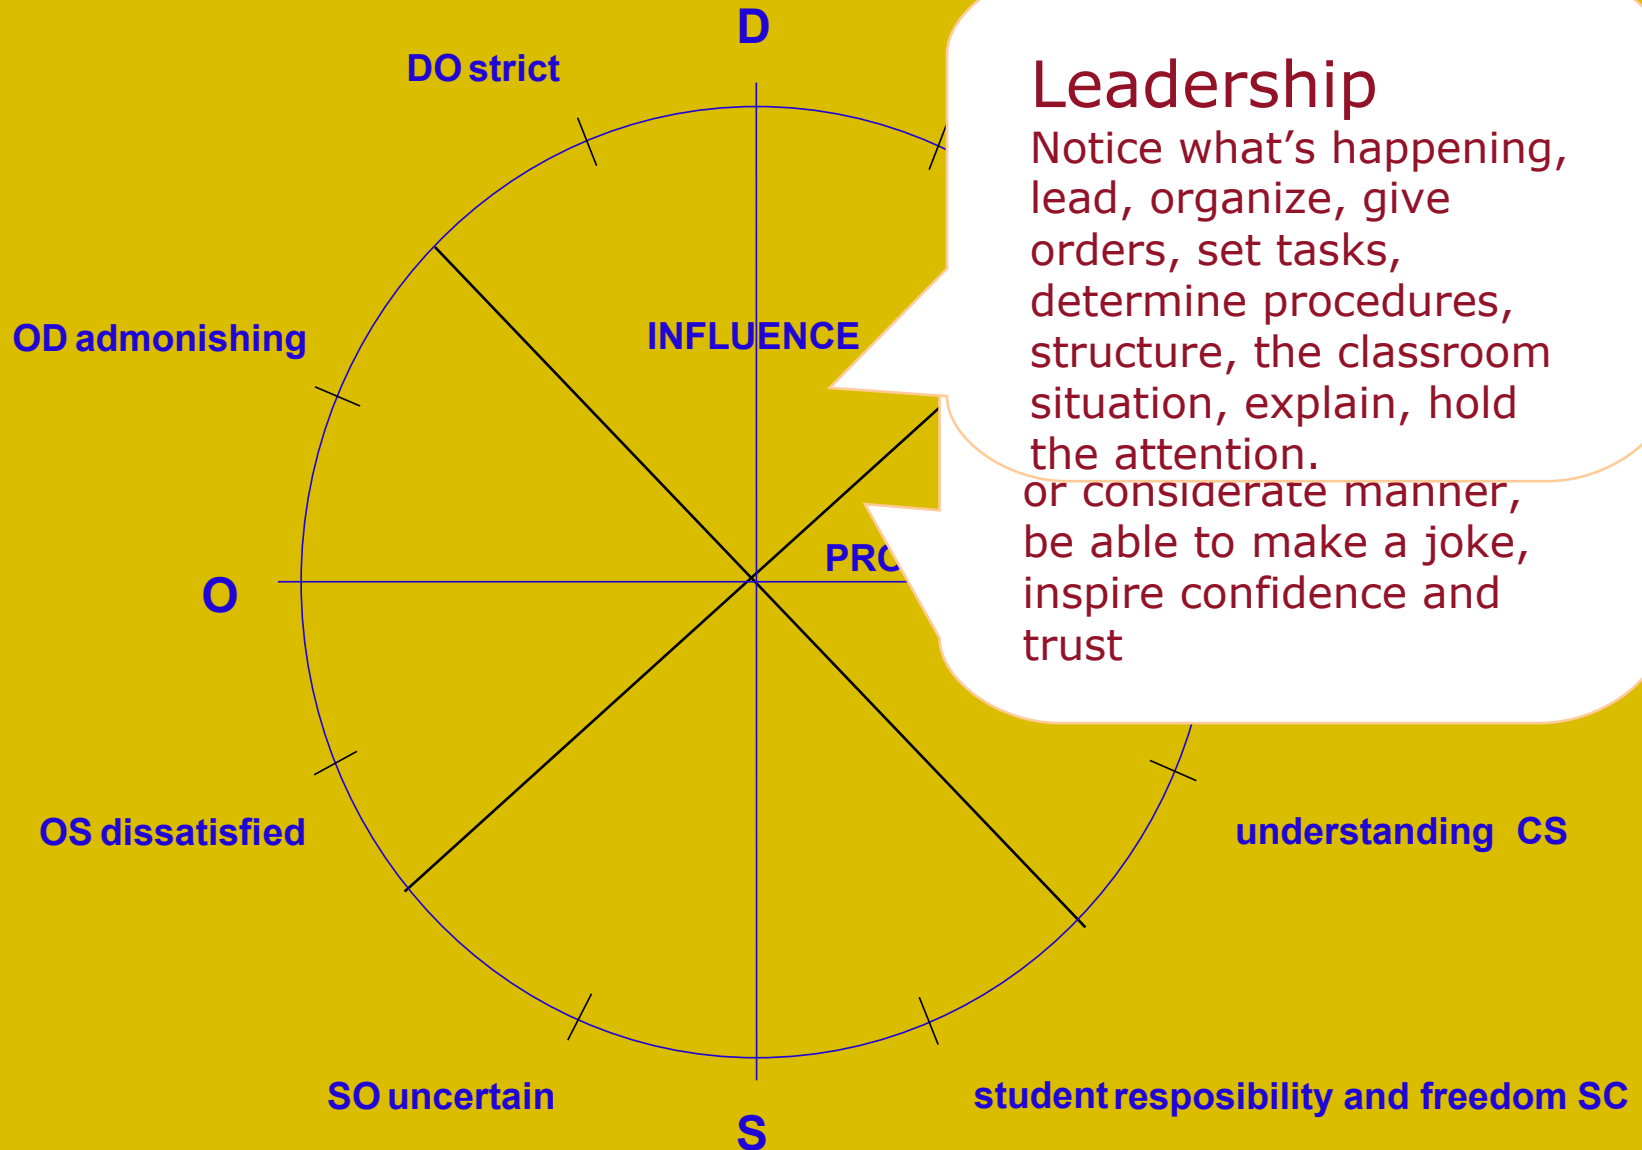 D
DO strict
Leadership
Notice what’s happening,
lead, organize, give
orders, set tasks,
determine procedures,
structure, the classroom
situation, explain, hold
the attention.
or considerate manner,
be able to make a joke,
inspire confidence and
trust
OD admonishing
INFLUENCE
O
OS dissatisfied
understanding CS
SO uncertain
student resposibility and freedom SC
S